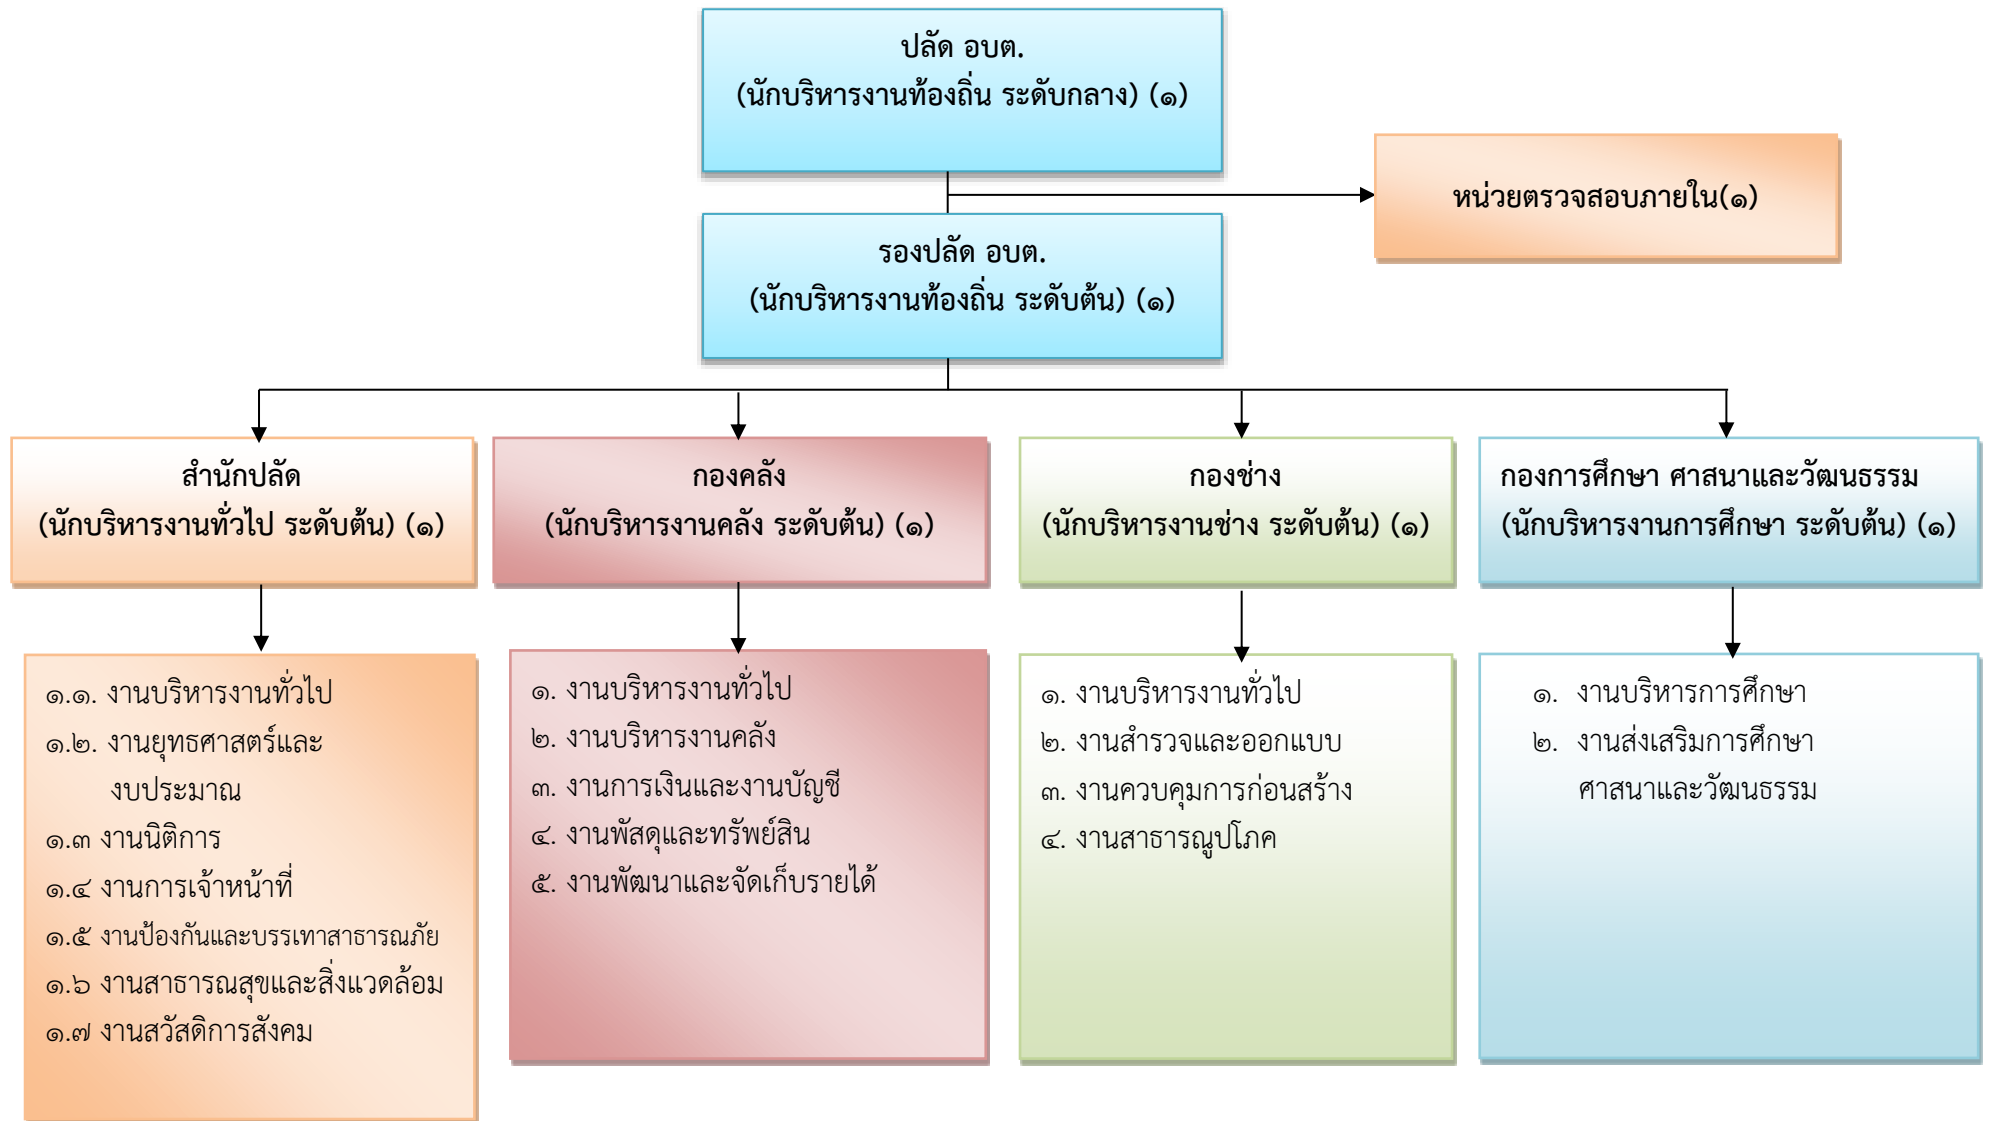 ปลัด อบต.
(นักบริหารงานท้องถิ่น ระดับกลาง) (๑)
หน่วยตรวจสอบภายใน(๑)
รองปลัด อบต.
(นักบริหารงานท้องถิ่น ระดับต้น) (๑)
สำนักปลัด
(นักบริหารงานทั่วไป ระดับต้น) (๑)
กองคลัง
(นักบริหารงานคลัง ระดับต้น) (๑)
กองช่าง
(นักบริหารงานช่าง ระดับต้น) (๑)
กองการศึกษา ศาสนาและวัฒนธรรม
(นักบริหารงานการศึกษา ระดับต้น) (๑)
๑.๑. งานบริหารงานทั่วไป
๑.๒. งานยุทธศาสตร์และ
งบประมาณ
๑.๓ งานนิติการ
๑.๔ งานการเจ้าหน้าที่
๑.๕ งานป้องกันและบรรเทาสาธารณภัย
๑.๖ งานสาธารณสุขและสิ่งแวดล้อม
๑.๗ งานสวัสดิการสังคม
๑. งานบริหารงานทั่วไป
๒. งานบริหารงานคลัง
๓. งานการเงินและงานบัญชี
๔. งานพัสดุและทรัพย์สิน
๕. งานพัฒนาและจัดเก็บรายได้
๑. งานบริหารงานทั่วไป
๒. งานสำรวจและออกแบบ
๓. งานควบคุมการก่อนสร้าง
๔. งานสาธารณูปโภค
๑. งานบริหารการศึกษา
๒. งานส่งเสริมการศึกษา
ศาสนาและวัฒนธรรม